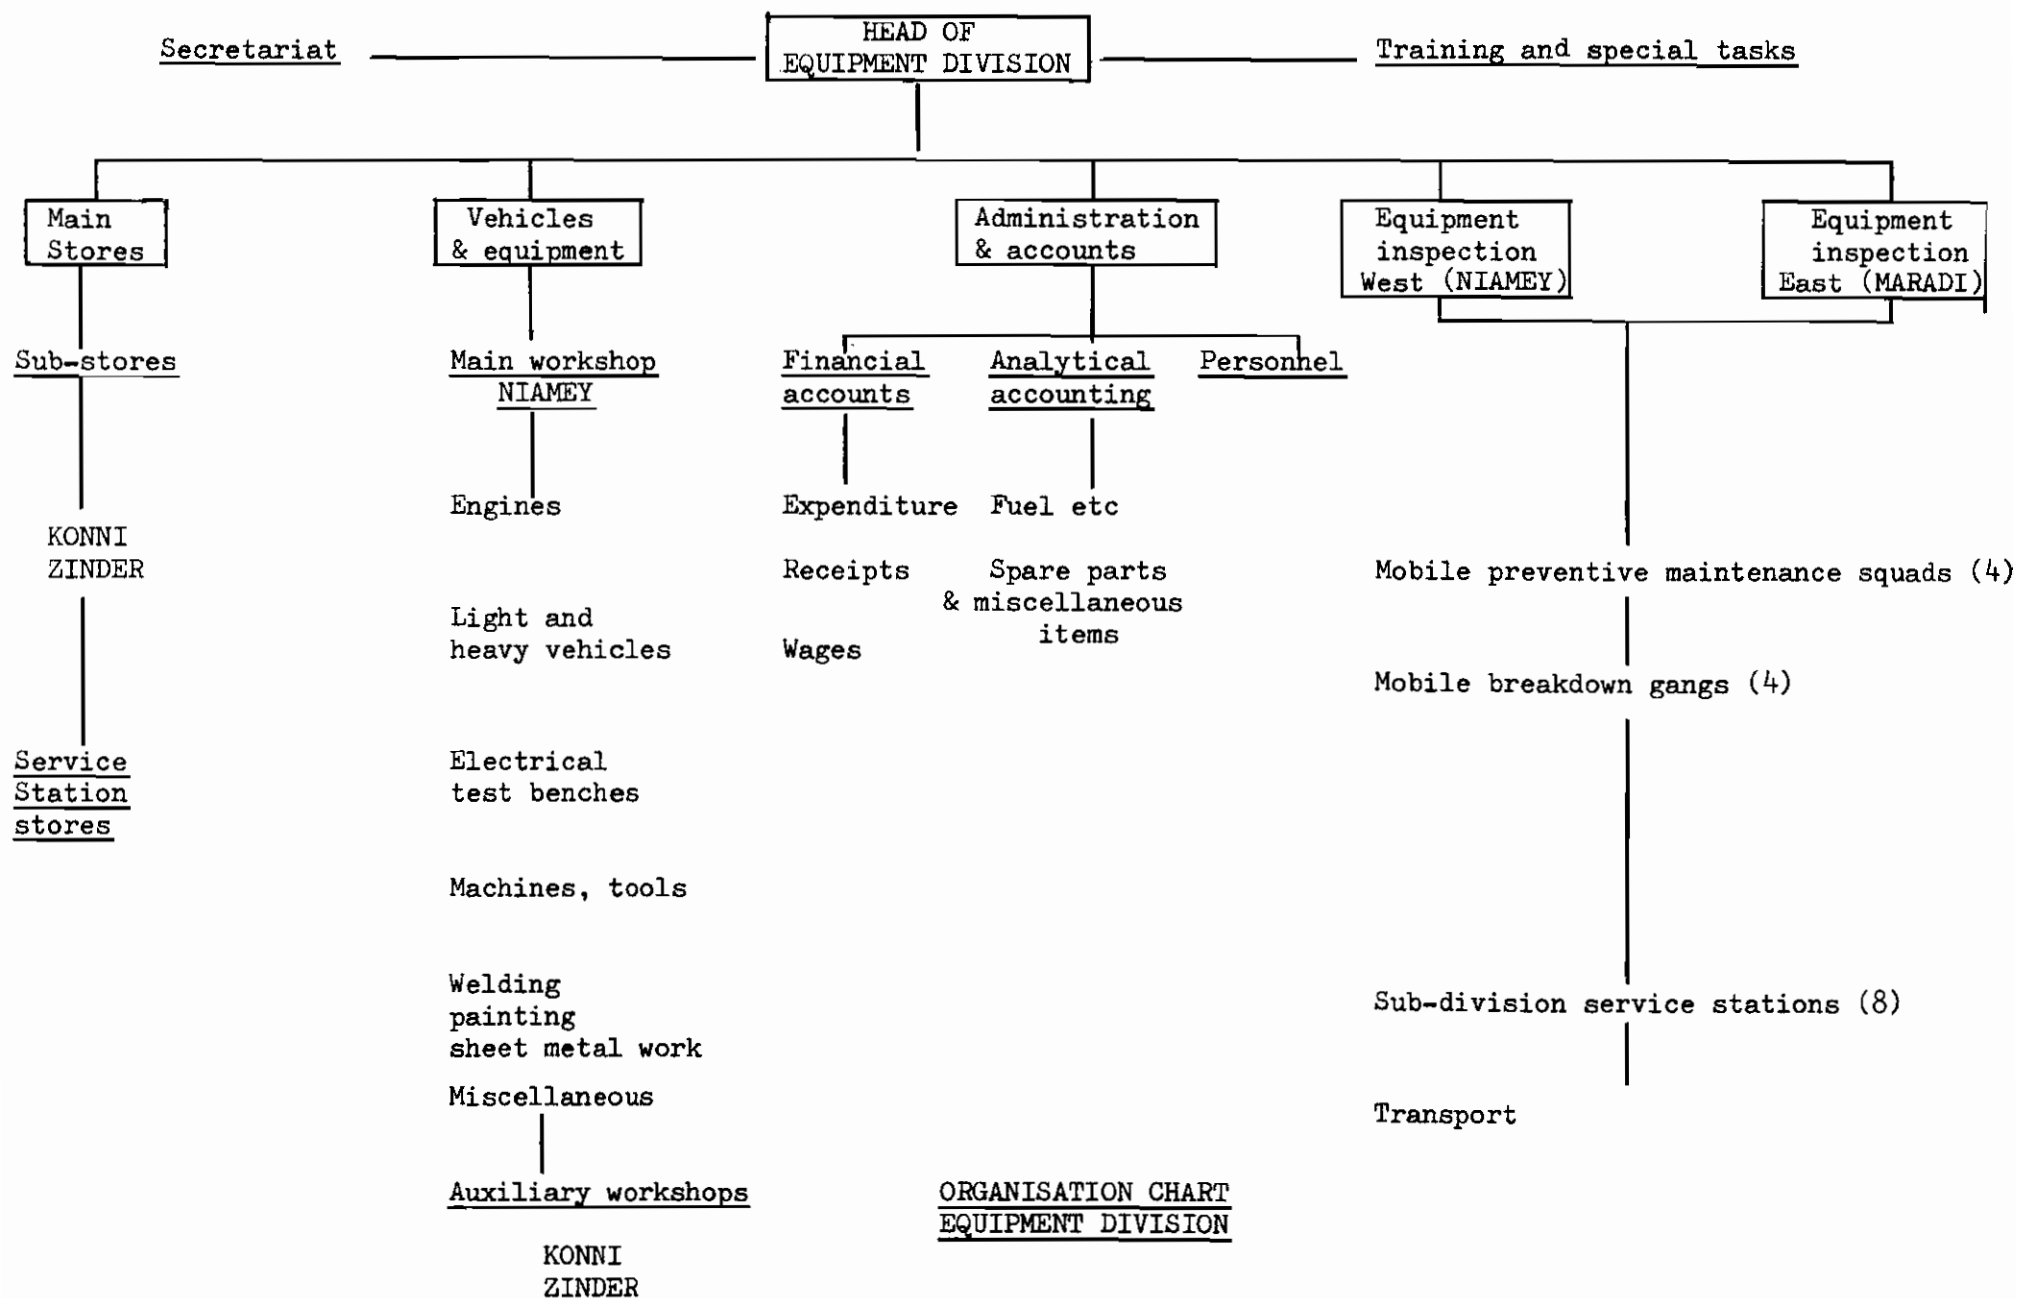 Secretariat
HEAD OF
EQUIPMENT DIVISION
Training and special tasks
Main
Stores
Vehicles
& equipment
Administration
& accounts
Equipment
inspection
West (NIAMEY)
Equipment
inspection
East (MARADI)
Sub-stores
Main workshop
NIAMEY
Financial
accounts
Analytical
accounting
Personnel
KONNI
ZINDER
Service
Station
stores
Engines
Light and
heavy vehicles
Electrical
test benches
Machines, tools
Welding
painting
sheet metal work
Miscellaneous
Auxiliary workshops
KONNI
ZINDER
Expenditure
Receipts
Wages
Fuel etc
Spare parts
& miscellaneous
items
Mobile preventive maintenance squads (4)
Mobile breakdown gangs (4)
Sub-division service stations (8)
Transport
ORGANISATION CHART
EQUIPMENT DIVISION